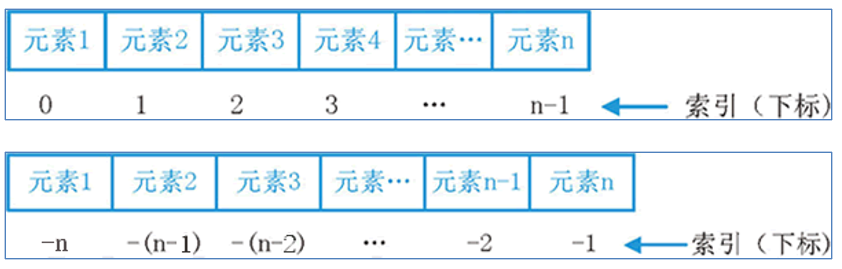 元素1 元素2 元素3 元素4 元素… 元素n
0 1 2 3 … n-1 索引（下标）
元素1 元素2 元素3 元素… 元素n-1 元素n
-n -(n-1) -(n-2) … -2 -1 索引（下标）